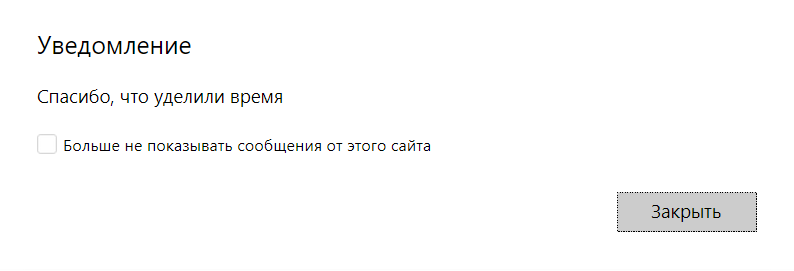 Уведомление
Спасибо, что уделили время
Больше не показывать сообщения от этого сайта
Закрыть